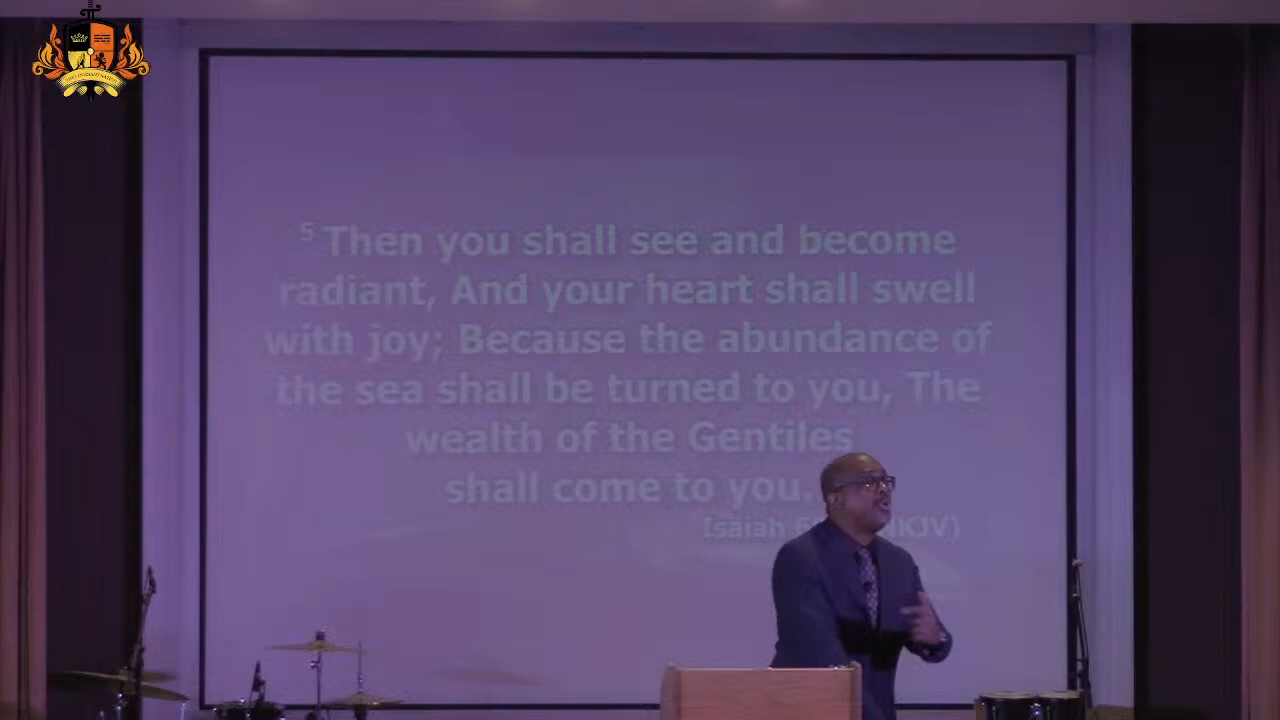 5 Then you shall see and become
radiant, And your heart shall swell
with joy; Because the abundance of
the sea shall be turned to you, The
wealth of the Gentiles
shall come to you.
Isaiah